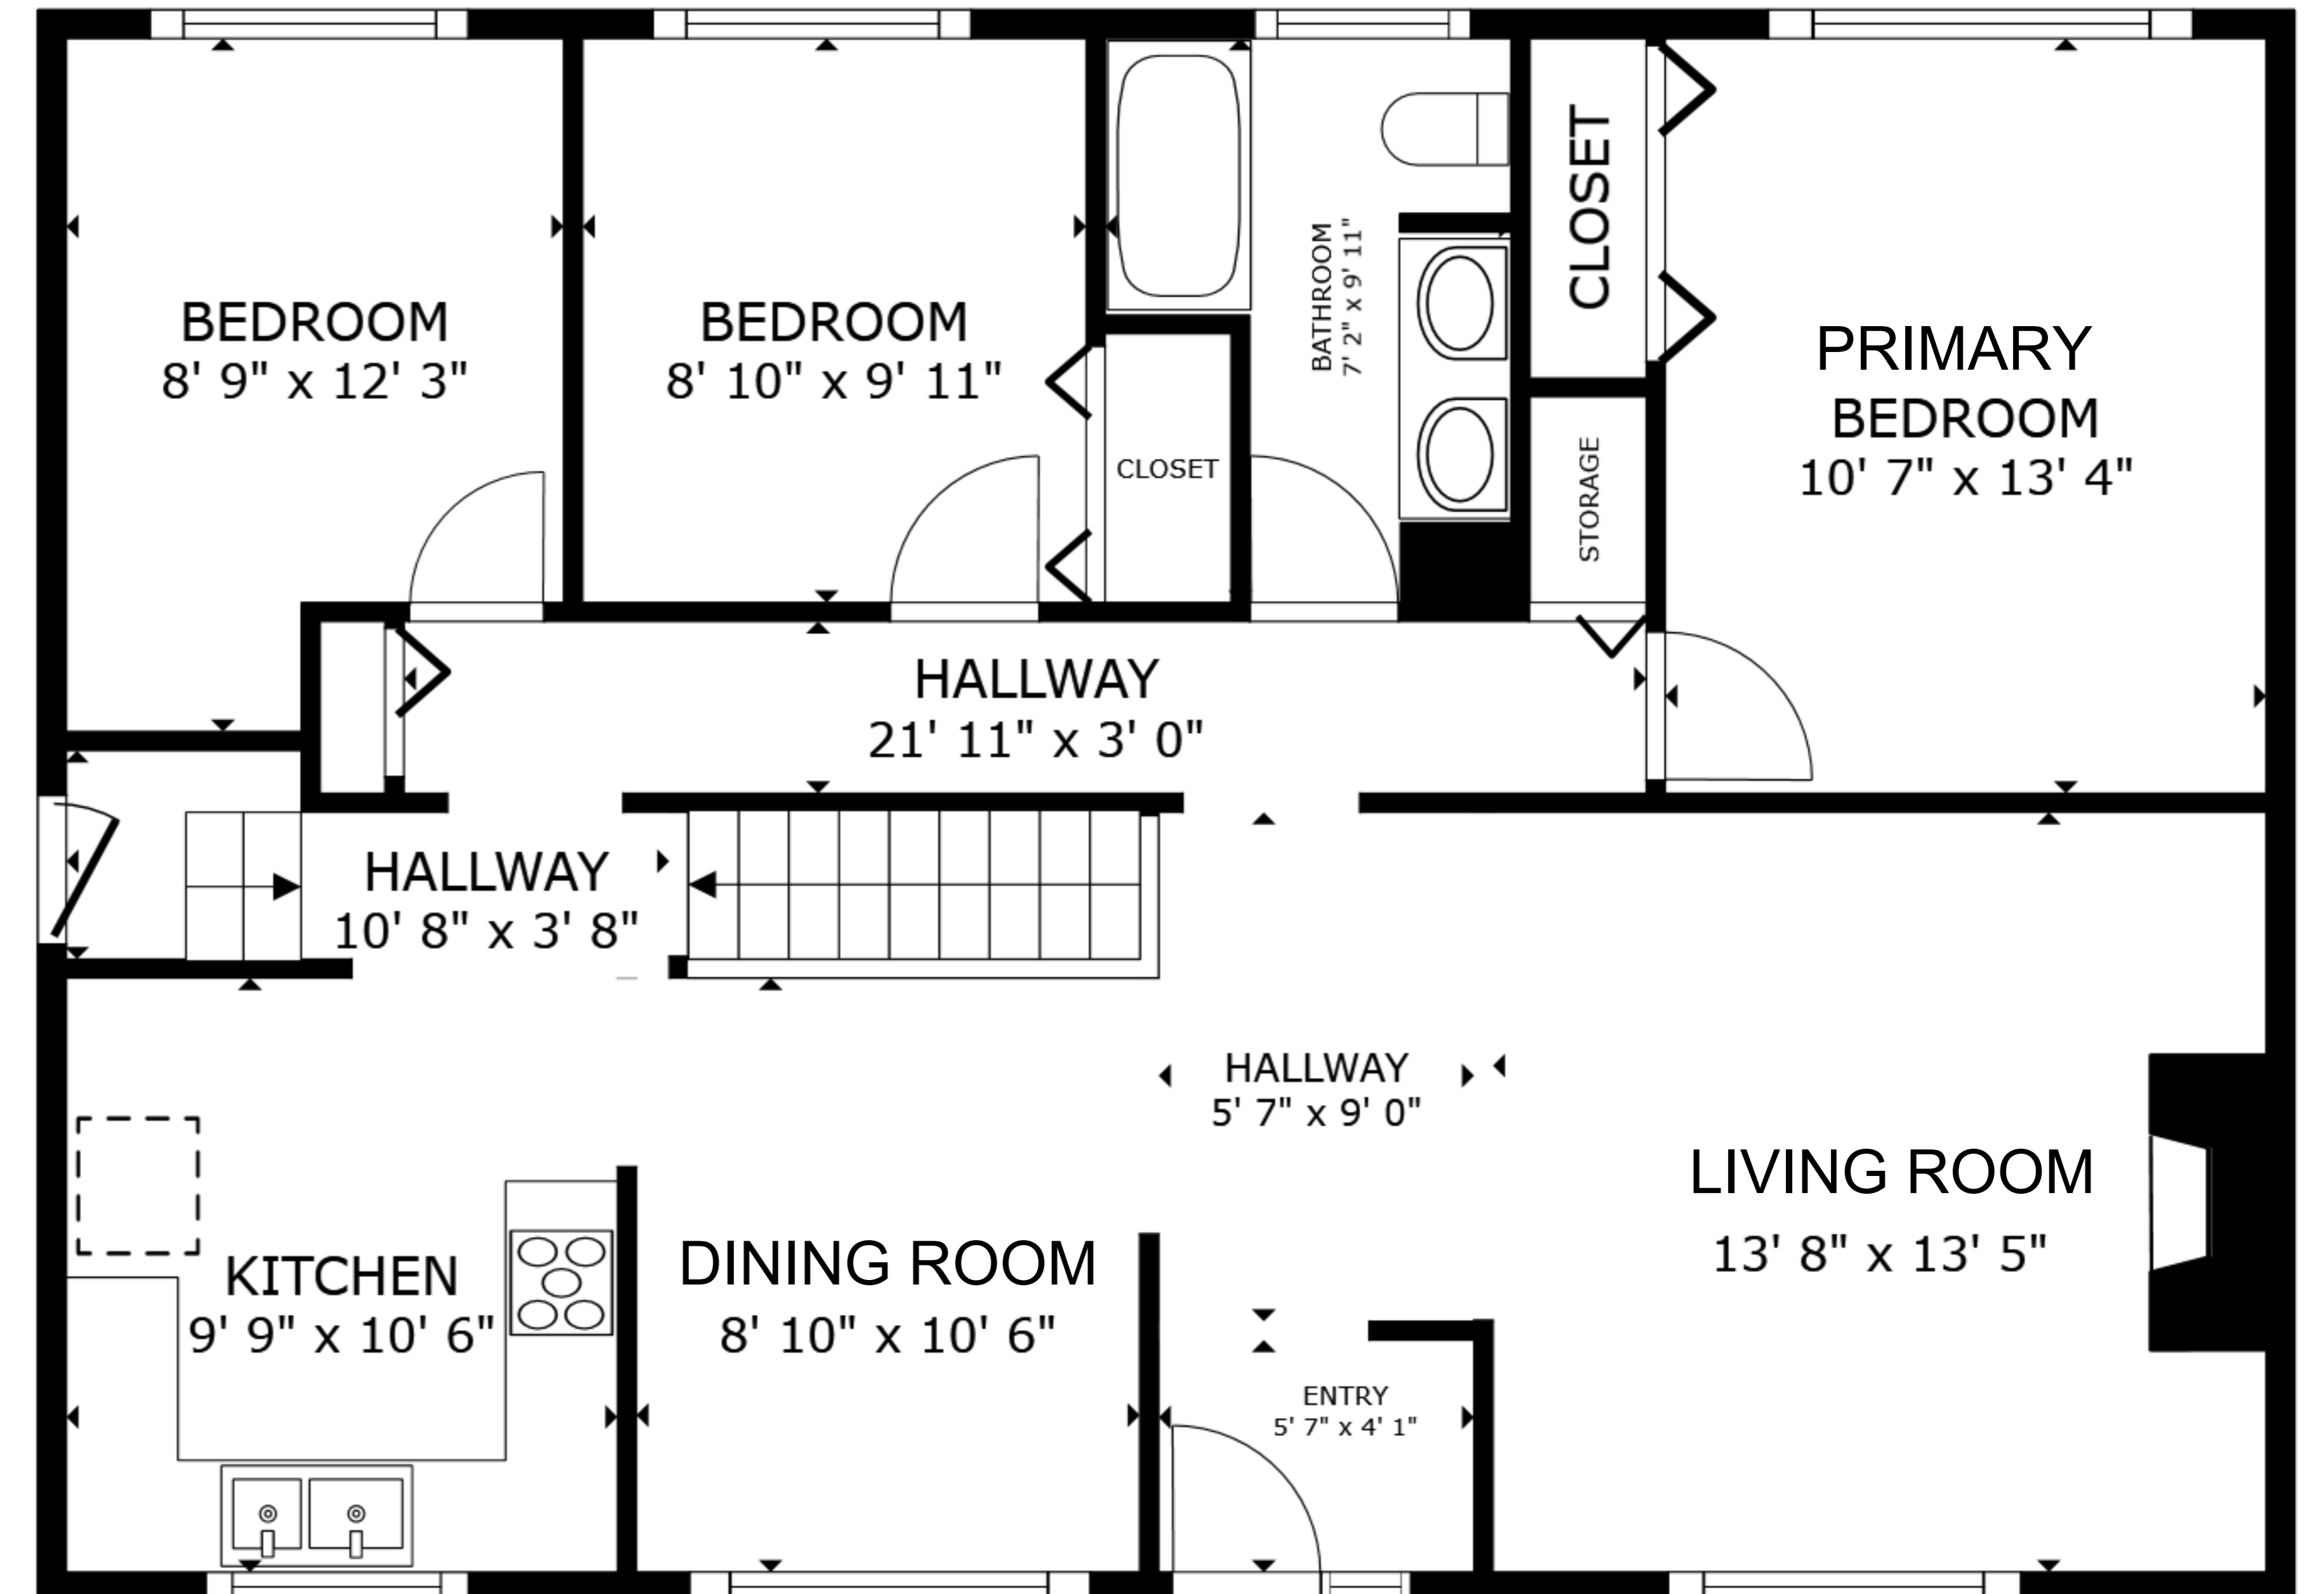 BEDROOM
8' 9" x 12' 3"
BEDROOM
8' 10" x 9' 11"
CLOSET
BATHROOM
7' 2" x 9' 11"
CLOSET
STORAGE
PRIMARY
BEDROOM
10' 7" x 13' 4"
HALLWAY
21' 11" x 3' 0"
HALLWAY
10' 8" x 3' 8"
HALLWAY
5' 7" x 9' 0"
KITCHEN
9' 9" x 10' 6"
DINING ROOM
8' 10" x 10' 6"
LIVING ROOM
13' 8" x 13' 5"
ENTRY
5' 7" x 4' 1"